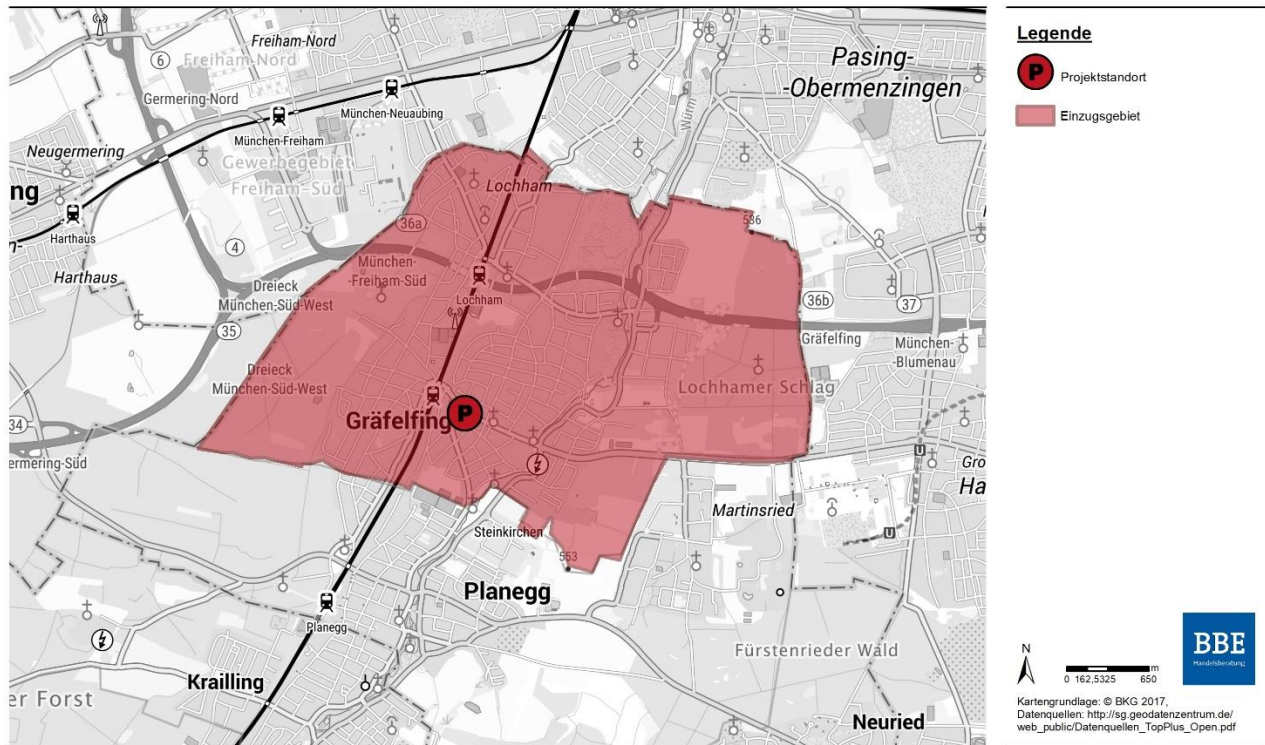 Freiham-Nord
Freiham-Nord
6
Germering-Nord
München-Neuaubing
München-Freiham
Neugermering
Gewerbegebiet
Freiham-Süd
ng
Harthaus
Harthaus
4
Pasing-
-Obermenzingen
Würm
Lochham
36a
536
München-
-Freiham-Süd
Lochham
Dreieck
München-Süd-West
35
36b
37
Gräfelfing
München-
-Blumenau
Dreieck
München-Süd-West
Lochhamer Schlag
Gräfelfing
P
34
ermering-Süd
U
Gro
Ha
Martinsried
U
Steinkirchen
553
Planegg
Planegg
Krailling
er Forst
Fürstenrieder Wald
Neuried
Legende
P Projektstandort
Einzugsgebiet
N
m
0 162,5325 650
BBE
Handelsberatung
Kartengrundlage: © BKG 2017,
Datenquellen: http://sg.geodatenzentrum.de/
web_public/Datenquellen_TopPlus_Open.pdf